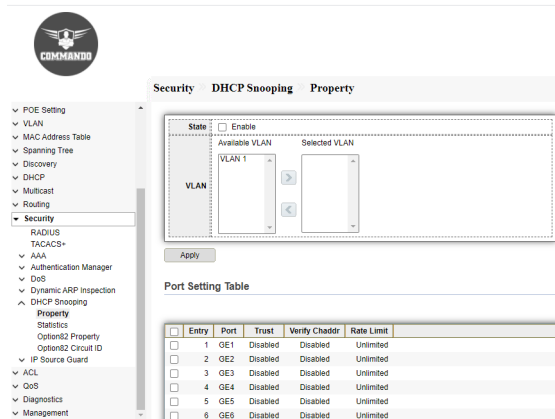 COMMANDO
Security DHCP Snooping Property
POE Setting
VLAN
MAC Address Table
Spanning Tree
Discovery
DHCP
Multicast
Routing
Security
RADIUS
TACACS+
AAA
Authentication Manager
DoS
Dynamic ARP Inspection
DHCP Snooping
Property
Statistics
Option82 Property
Option82 Circuit ID
IP Source Guard
ACL
QoS
Diagnostics
Management
State Enable
Available VLAN Selected VLAN
VLAN 1
VLAN
Apply
Port Setting Table
Entry Port Trust Verify Chaddr Rate Limit
1 GE1 Disabled Disabled Unlimited
2 GE2 Disabled Disabled Unlimited
3 GE3 Disabled Disabled Unlimited
4 GE4 Disabled Disabled Unlimited
5 GE5 Disabled Disabled Unlimited
6 GE6 Disabled Disabled Unlimited